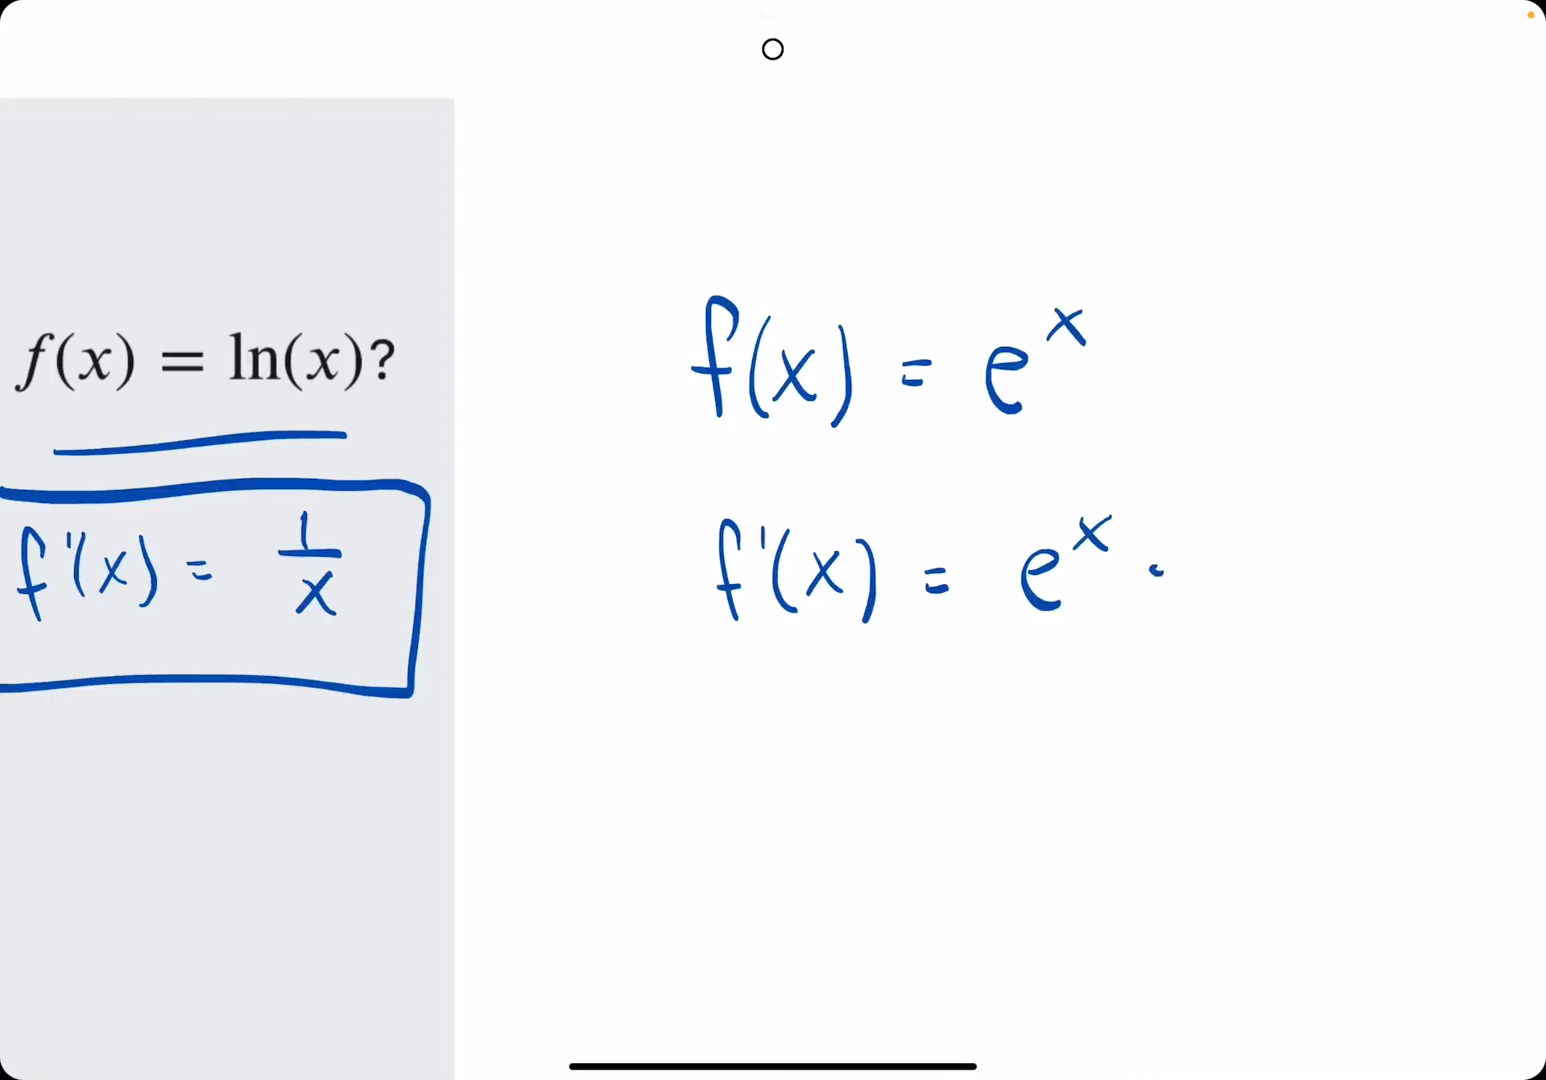 f(x) = ln(x)?
f'(x) = 1/x
f(x) = e^x
f'(x) = e^x ·